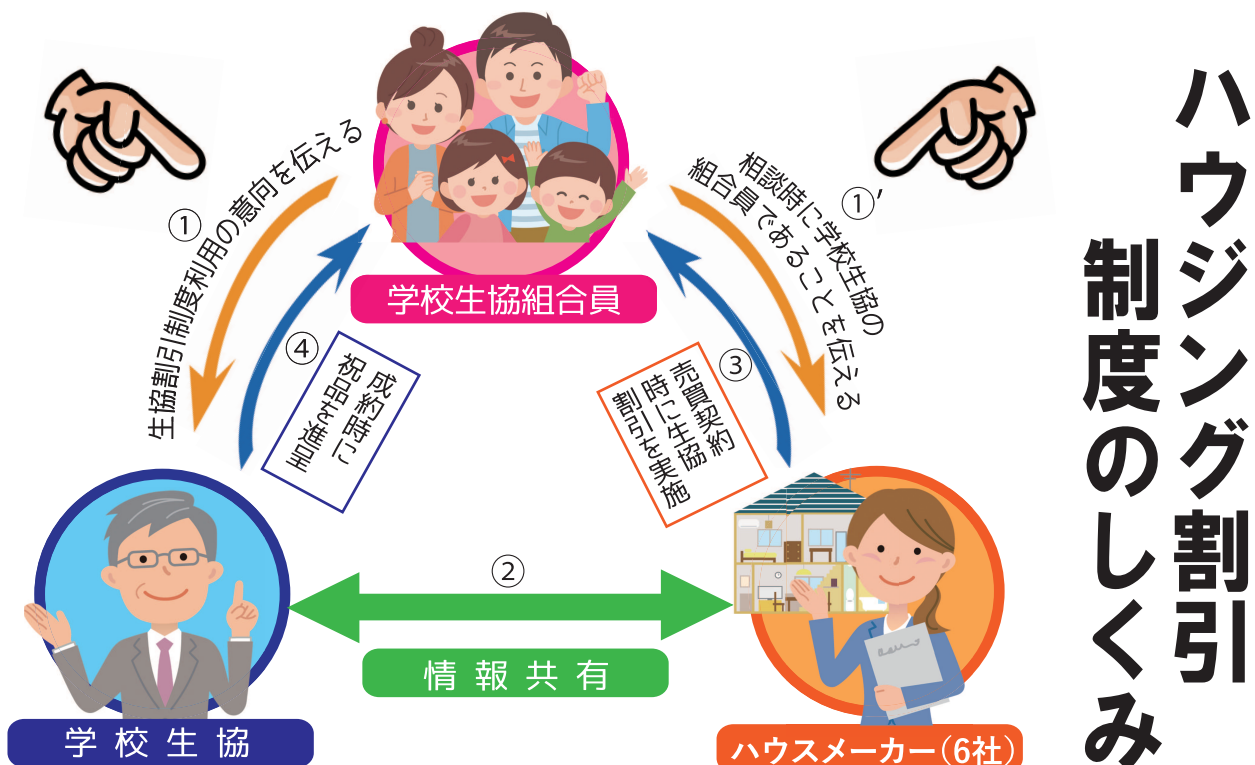 ハウジング割引
制度のしくみ
学校生協組合員
①
生協割引制度利用の意向を伝える
①′
相談時に学校生協の
組合員であることを伝える
④
成約時に
祝品を進呈
③
売買契約
時に生協
割引を実施
②
情報共有
学校生協
ハウスメーカー(6社)